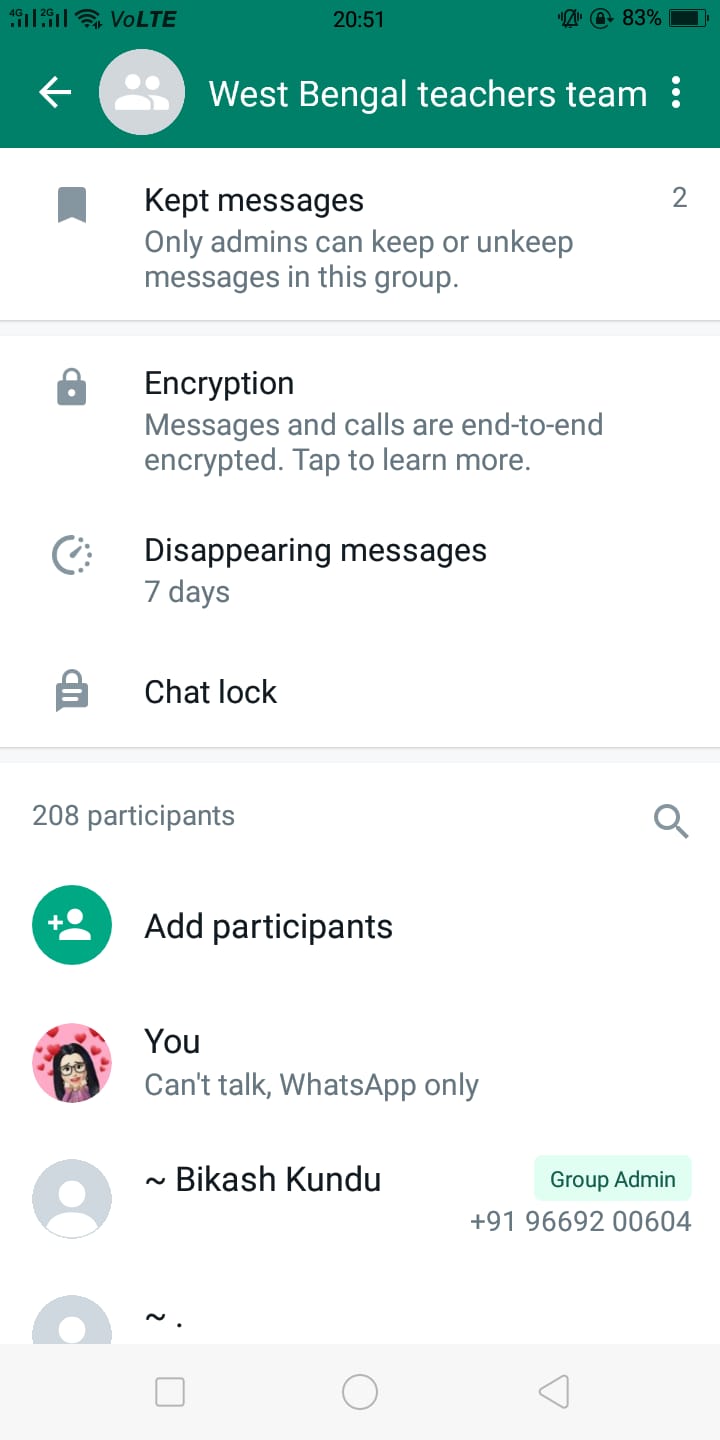 4G 2G VoLTE 20:51 83%
West Bengal teachers team
Kept messages 2
Only admins can keep or unkeep
messages in this group.
Encryption
Messages and calls are end-to-end
encrypted. Tap to learn more.
Disappearing messages
7 days
Chat lock
208 participants
Add participants
You
Can't talk, WhatsApp only
~ Bikash Kundu Group Admin
+91 96692 00604
~ .